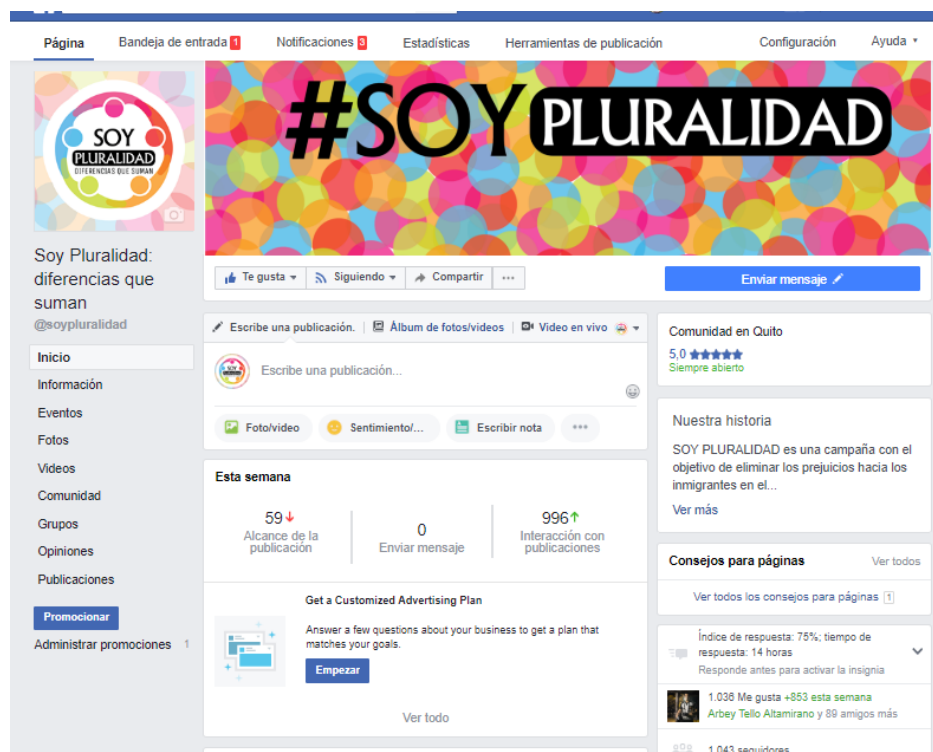 Página
Bandeja de entrada 1
Notificaciones 3
Estadísticas
Herramientas de publicación
Configuración
Ayuda
#SOY PLURALIDAD
SOY
PLURALIDAD
DIFERENCIAS QUE SUMAN
Soy Pluralidad:
diferencias que
suman
@soypluralidad
Inicio
Información
Eventos
Fotos
Videos
Comunidad
Grupos
Opiniones
Publicaciones
Promocionar
Administrar promociones 1
Te gusta
Siguiendo
Compartir
Enviar mensaje
Escribe una publicación.
Álbum de fotos/videos
Video en vivo
Escribe una publicación...
Foto/video
Sentimiento/...
Escribir nota
Esta semana
59
Alcance de la
publicación
0
Enviar mensaje
996
Interacción con
publicaciones
Get a Customized Advertising Plan
Answer a few questions about your business to get a plan that
matches your goals.
Empezar
Ver todo
Comunidad en Quito
5,0
Siempre abierto
Nuestra historia
SOY PLURALIDAD es una campaña con el
objetivo de eliminar los prejuicios hacia los
inmigrantes en el...
Ver más
Consejos para páginas
Ver todos
Ver todos los consejos para páginas 1
Índice de respuesta: 75%; tiempo de
respuesta: 14 horas
Responde antes para activar la insignia
1.036 Me gusta +853 esta semana
Arbey Tello Altamirano y 89 amigos más
1.043 seguidores